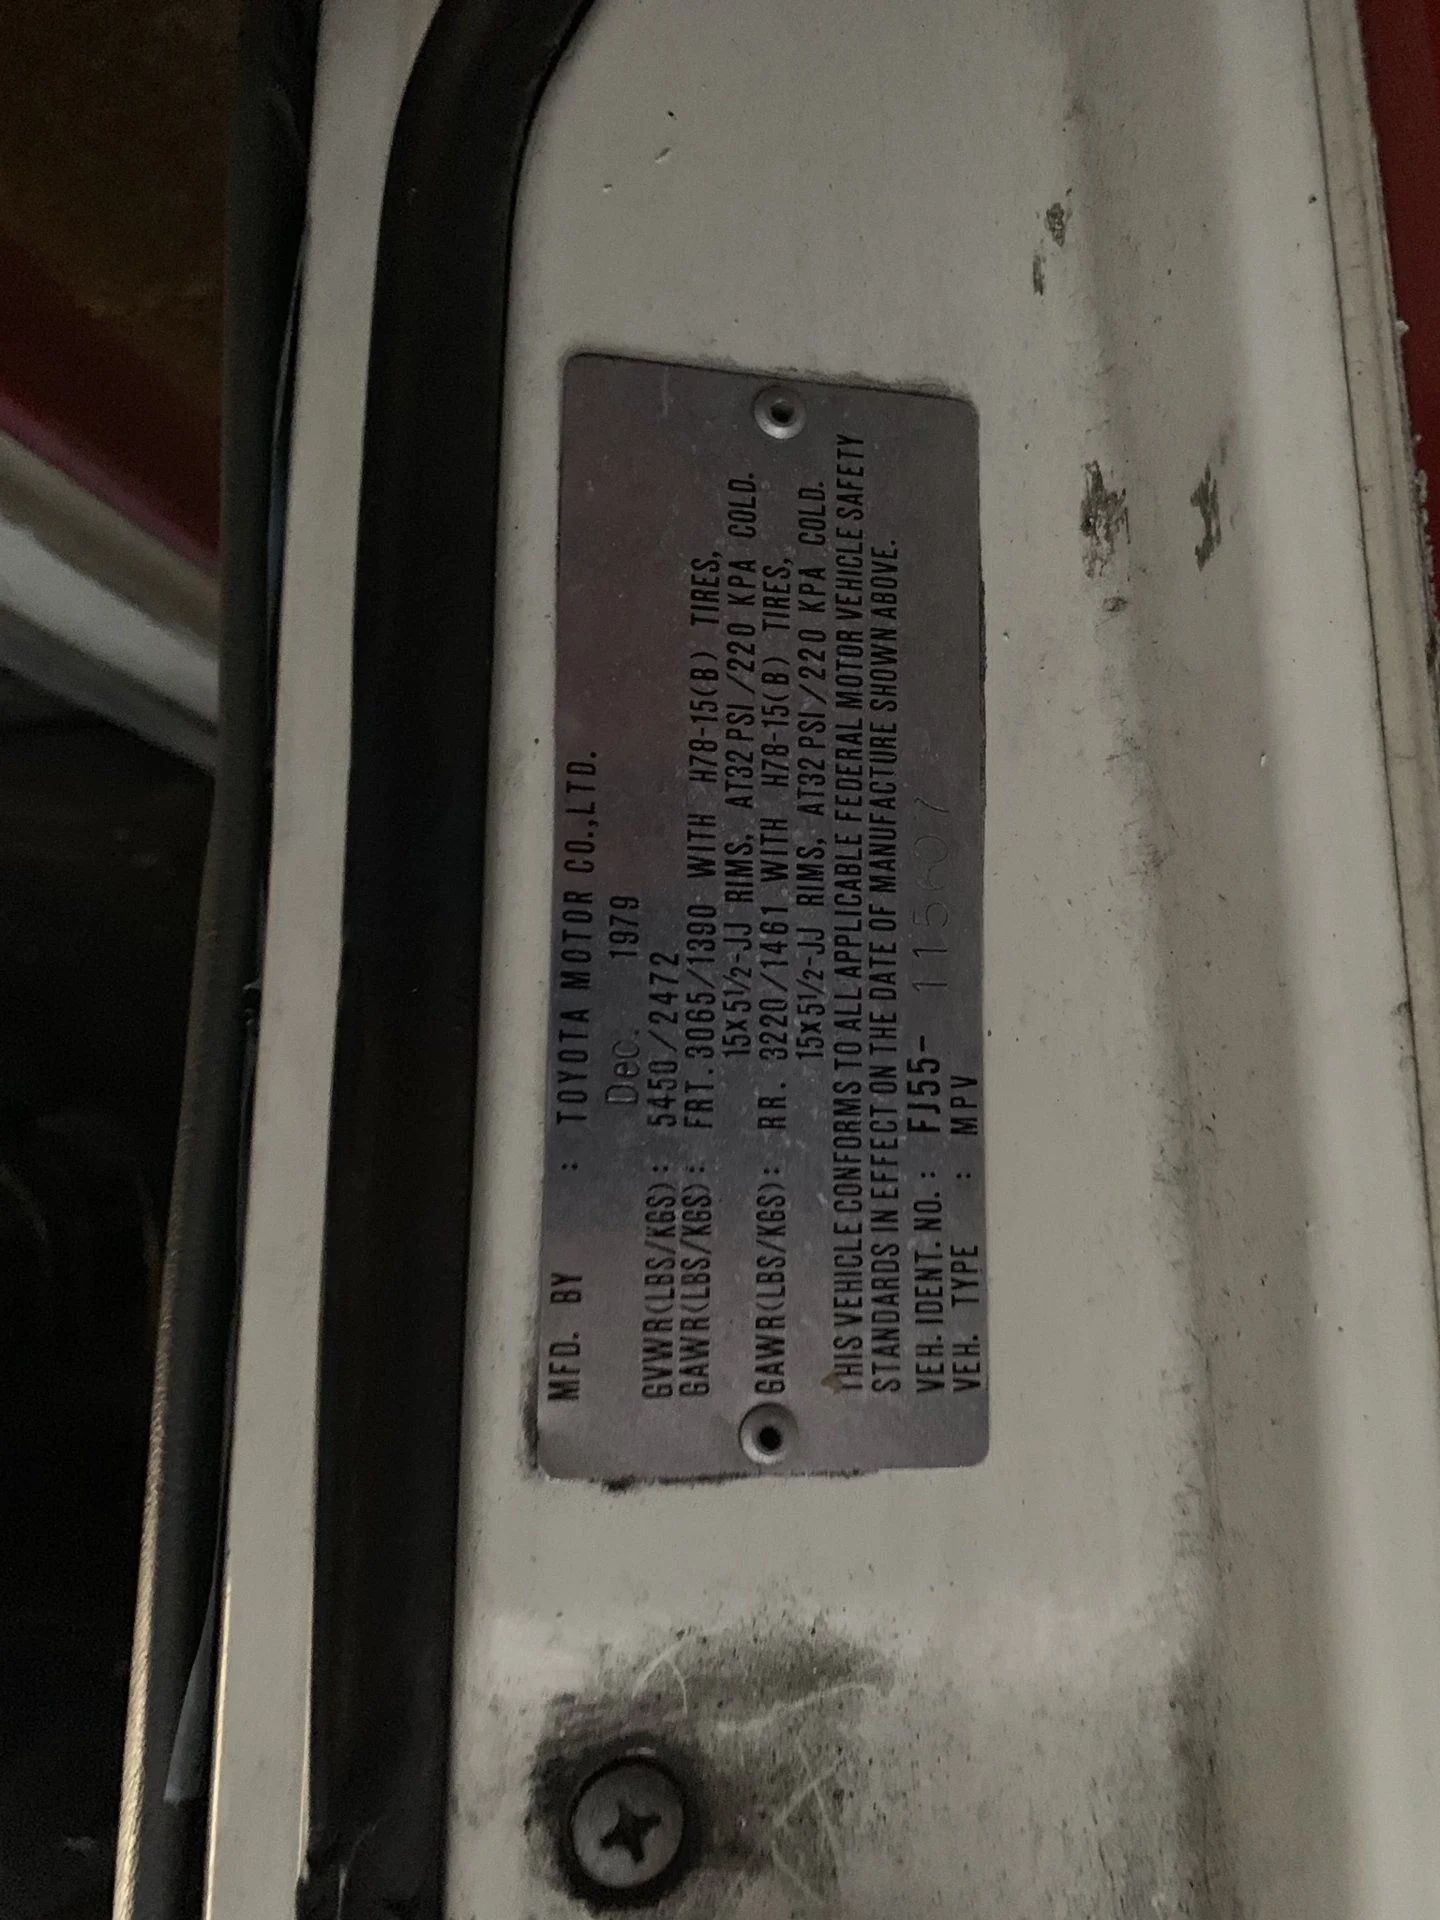 MFD. BY : TOYOTA MOTOR CO.,LTD.
Dec. 1979
GVWR(LBS/KGS): 5450/2472
GAWR(LBS/KGS): FRT. 3065/1390 WITH H78-15(B) TIRES,
15X5 1/2-JJ RIMS, AT32 PSI/220 KPA COLD.
GAWR(LBS/KGS): RR. 3220/1461 WITH H78-15(B) TIRES,
15X5 1/2-JJ RIMS, AT32 PSI/220 KPA COLD.
THIS VEHICLE CONFORMS TO ALL APPLICABLE FEDERAL MOTOR VEHICLE SAFETY
STANDARDS IN EFFECT ON THE DATE OF MANUFACTURE SHOWN ABOVE.
VEH. IDENT. NO. : FJ55-
VEH. TYPE : MPV